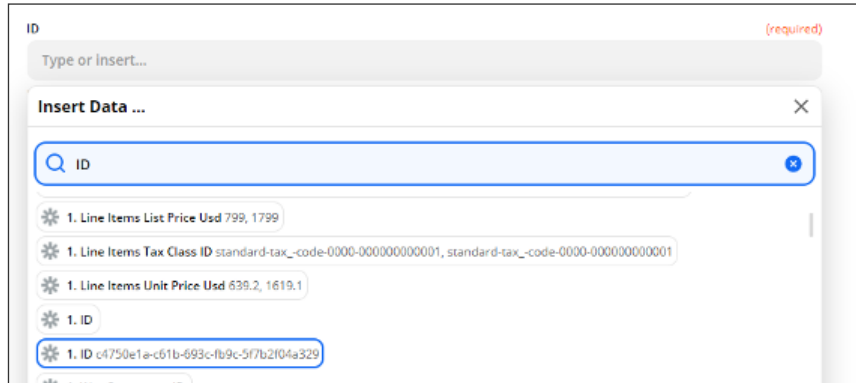 ID (required)
Type or insert...
Insert Data ...
ID
1. Line Items List Price Usd 799, 1799
1. Line Items Tax Class ID standard-tax_-code-0000-000000000001, standard-tax_-code-0000-000000000001
1. Line Items Unit Price Usd 639.2, 1619.1
1. ID
1. ID c4750e1a-c61b-693c-fb9c-5f7b2f04a329